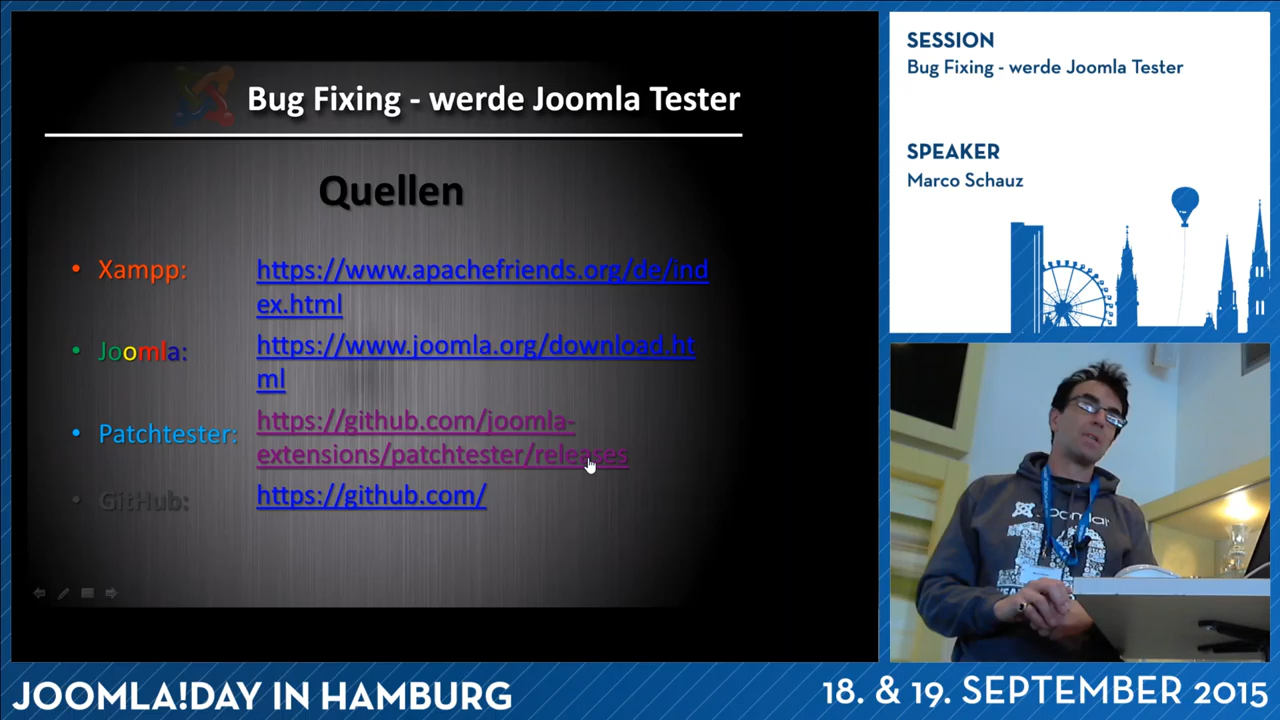 Bug Fixing - werde Joomla Tester
Quellen
• Xampp: https://www.apachefriends.org/de/ind
ex.html
• Joomla: https://www.joomla.org/download.ht
ml
• Patchtester: https://github.com/joomla-
extensions/patchtester/releases
• GitHub: https://github.com/
SESSION
Bug Fixing - werde Joomla Tester
SPEAKER
Marco Schauz
Joomla!
10
JOOMLA!DAY IN HAMBURG
18. & 19. SEPTEMBER 2015